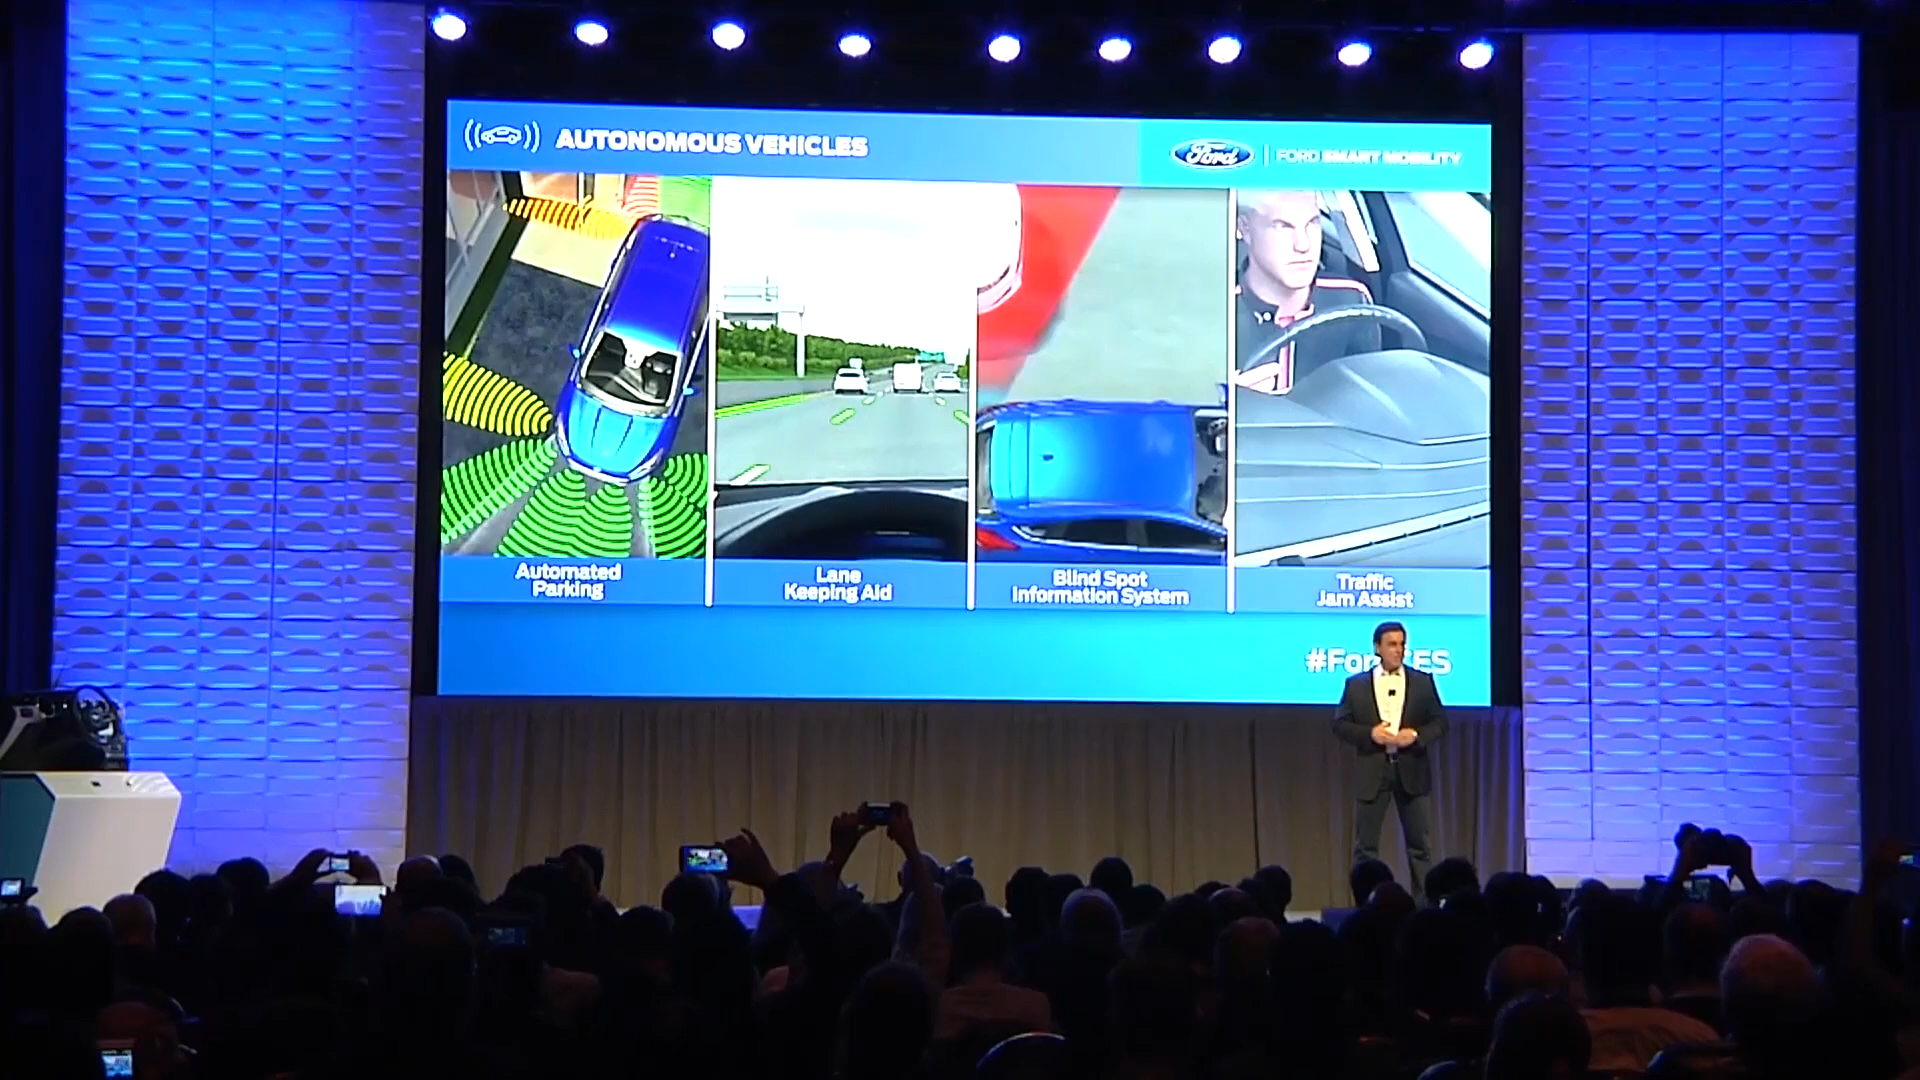 AUTONOMOUS VEHICLES
Ford
FORD SMART MOBILITY
Automated
Parking
Lane
Keeping Aid
Blind Spot
Information System
Traffic
Jam Assist
#For ES